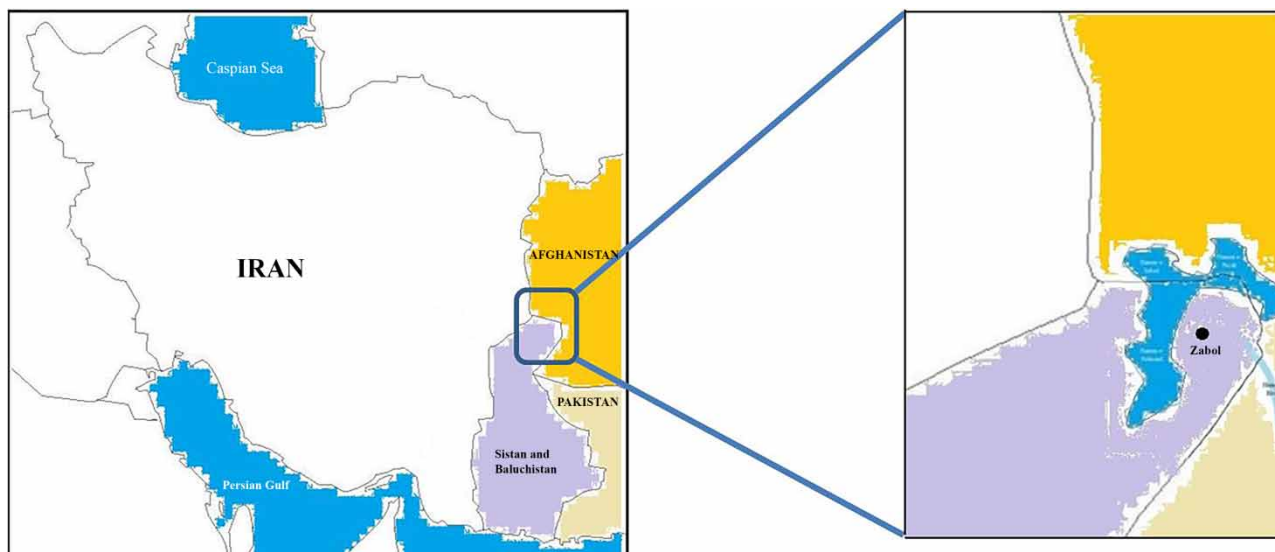 Caspian Sea
IRAN
AFGHANISTAN
PAKISTAN
Sistan and
Baluchistan
Persian Gulf
Zabol